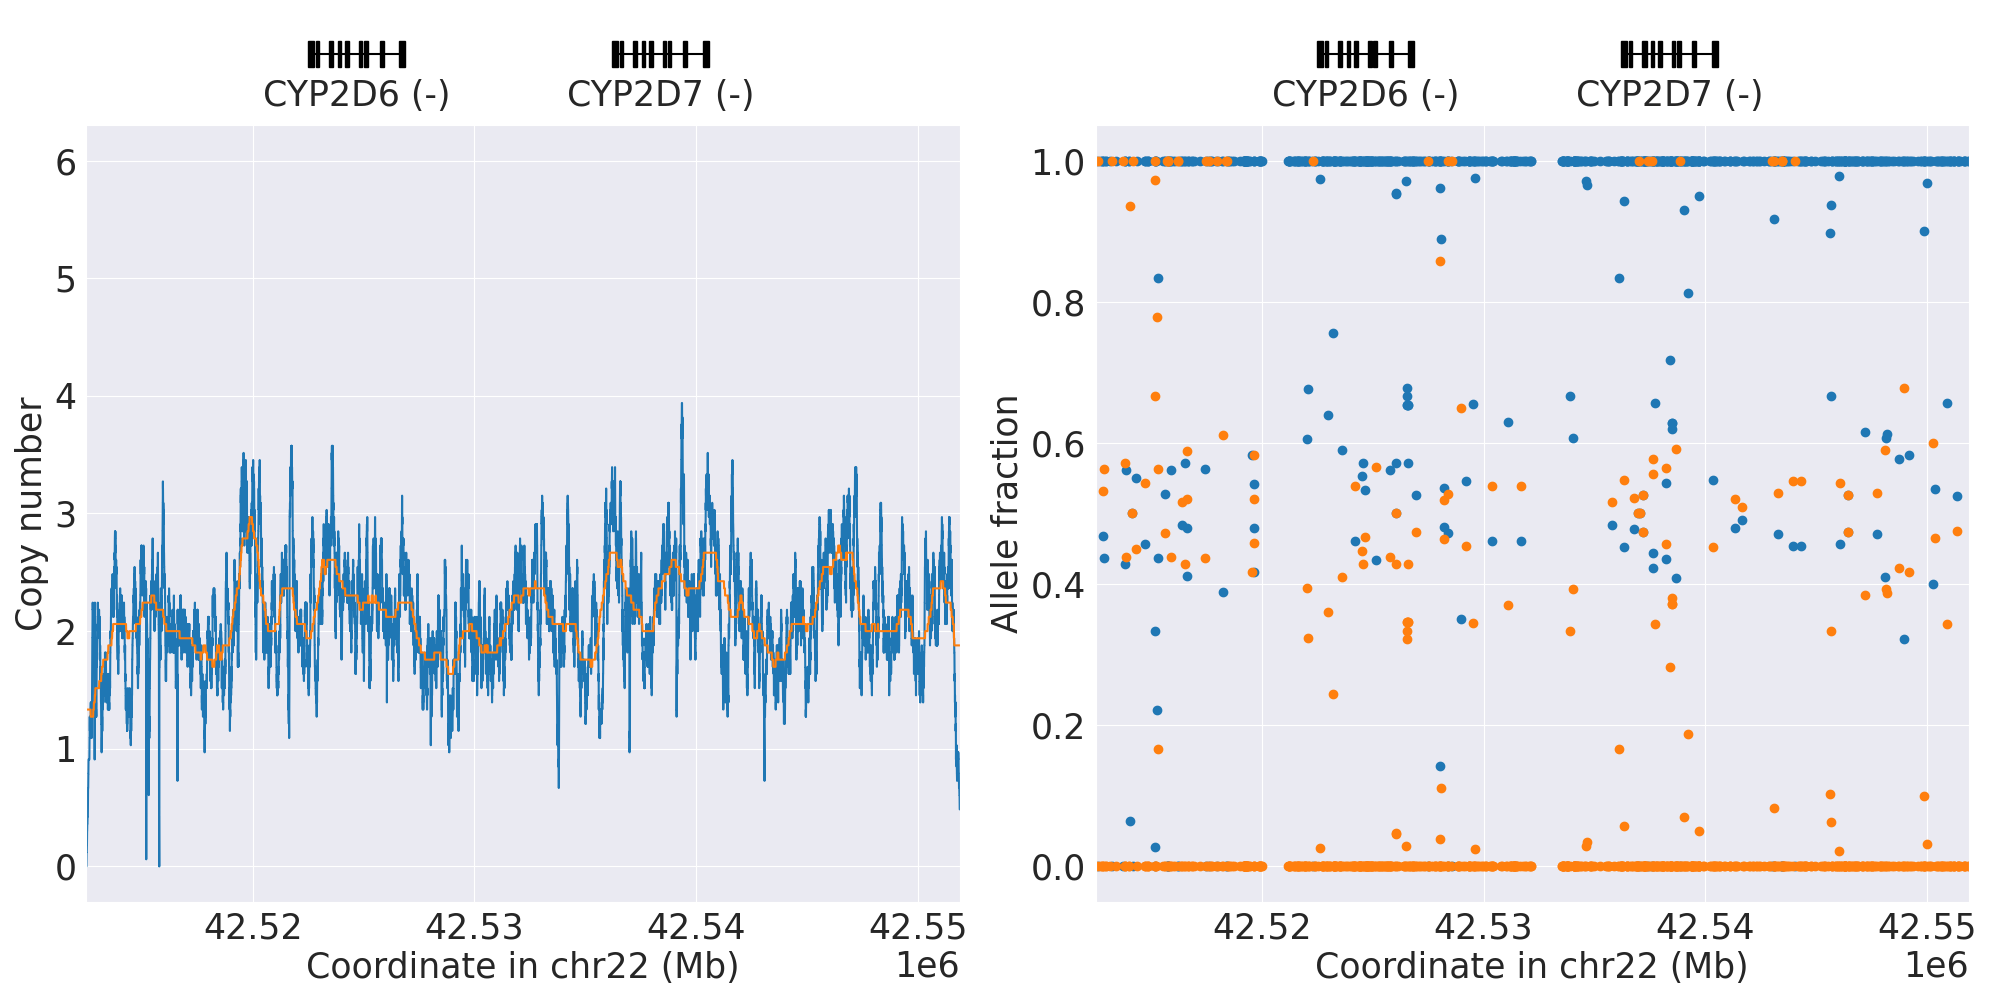 CYP2D6 (-) CYP2D7 (-)
6
5
4
3
2
1
0
Copy number
42.52 42.53 42.54 42.55
Coordinate in chr22 (Mb) 1e6
CYP2D6 (-) CYP2D7 (-)
1.0
0.8
0.6
0.4
0.2
0.0
Allele fraction
42.52 42.53 42.54 42.55
Coordinate in chr22 (Mb) 1e6